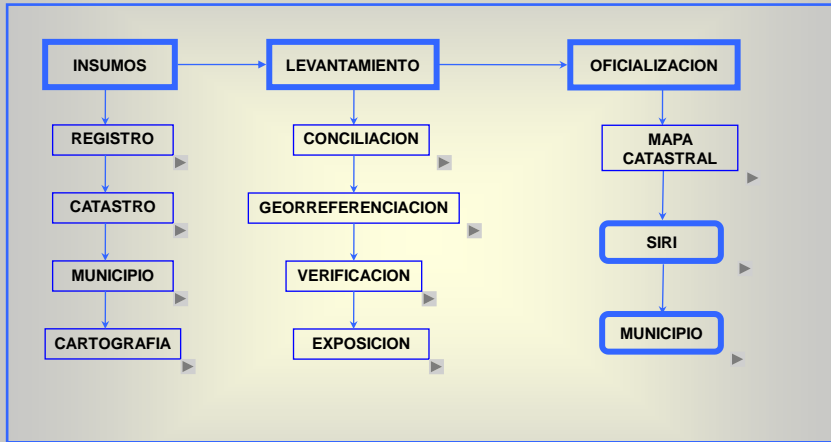 INSUMOS
LEVANTAMIENTO
OFICIALIZACION
REGISTRO
CATASTRO
MUNICIPIO
CARTOGRAFIA
CONCILIACION
GEORREFERENCIACION
VERIFICACION
EXPOSICION
MAPA
CATASTRAL
SIRI
MUNICIPIO